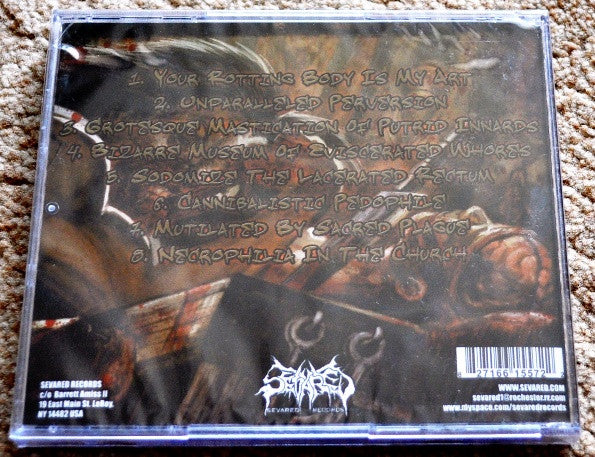 1. Your Rotting Body Is My Art
2. Unparalleled Perversion
3. Grotesque Mastication Of Putrid Innards
4. Bizarre Museum Of Eviscerated Whores
5. Sodomize The Lacerated Rectum
6. Cannibalistic Pedophile
7. Mutilated By Sacred Plague
8. Necrophilia In The Church
SEVARED RECORDS
c/o Barrett Amiss II
19 East Main St. LeRoy,
NY 14482 USA
SEVARED
SEVARED RECORDS
8 27166 15572
WWW.SEVARED.COM
sevared1@rochester.rr.com
www.myspace.com/sevaredrecords